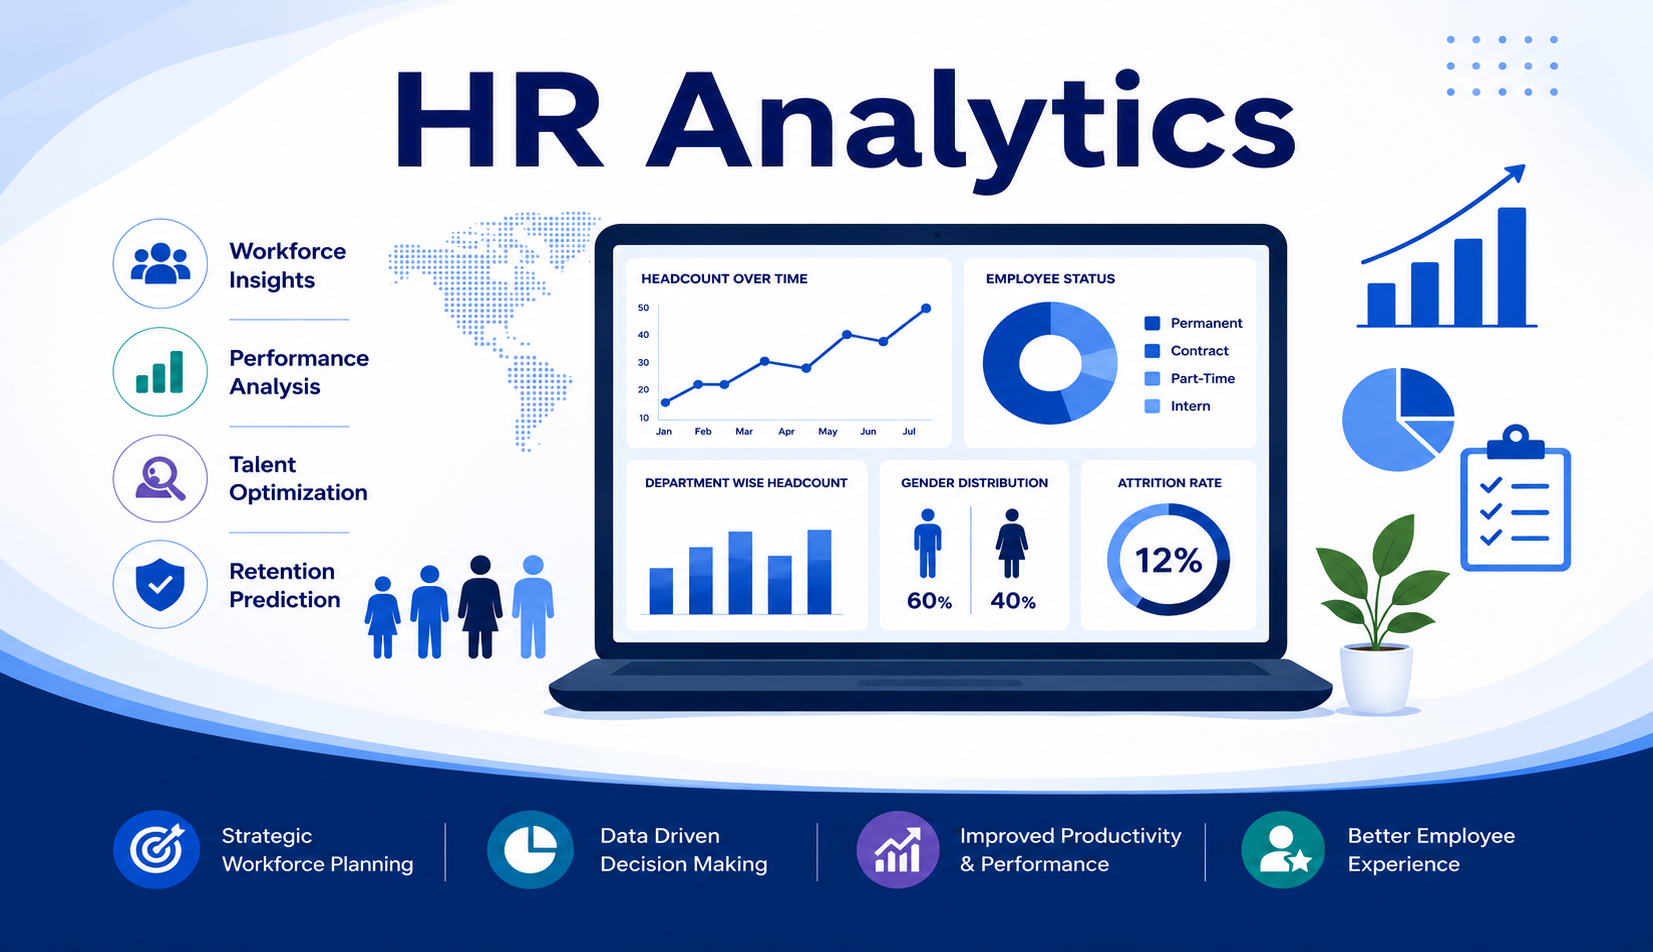 HR Analytics
Workforce
Insights
Performance
Analysis
Talent
Optimization
Retention
Prediction
HEADCOUNT OVER TIME
50
40
30
20
10
Jan Feb Mar Apr May Jun Jul
EMPLOYEE STATUS
Permanent
Contract
Part-Time
Intern
DEPARTMENT WISE HEADCOUNT
GENDER DISTRIBUTION
60% 40%
ATTRITION RATE
12%
Strategic
Workforce Planning
Data Driven
Decision Making
Improved Productivity
& Performance
Better Employee
Experience